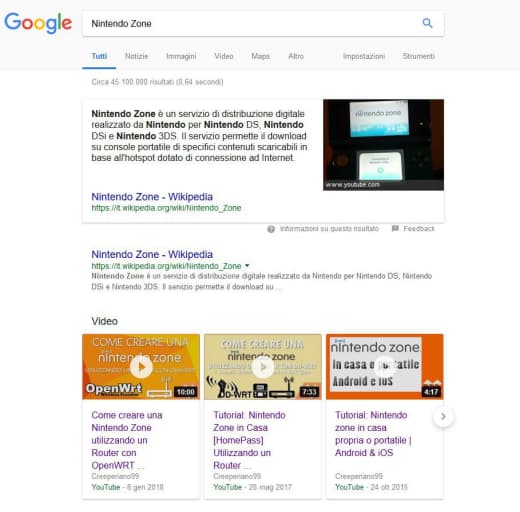 Google
Nintendo Zone
Tutti Notizie Immagini Video Maps Altro Impostazioni Strumenti
Circa 45.100.000 risultati (0,64 secondi)
Nintendo Zone è un servizio di distribuzione digitale
realizzato da Nintendo per Nintendo DS, Nintendo
DSi e Nintendo 3DS. Il servizio permette il download
su console portatile di specifici contenuti scaricabili in
base all'hotspot dotato di connessione ad Internet.
nintendo zone
www.youtube.com
Nintendo Zone - Wikipedia
https://it.wikipedia.org/wiki/Nintendo_Zone
Informazioni su questo risultato Feedback
Nintendo Zone - Wikipedia
https://it.wikipedia.org/wiki/Nintendo_Zone
Nintendo Zone è un servizio di distribuzione digitale realizzato da Nintendo per Nintendo DS, Nintendo
DSi e Nintendo 3DS. Il servizio permette il download su ...
Video
COME CREARE UNA
nintendo zone
OpenWrt
10:00
COME CREARE UNA
nintendo zone
DD-WRT
7:33
nintendo zone
in casa o portatile
Android e iOS
4:17
Come creare una
Nintendo Zone
utilizzando un
Router con
OpenWRT ...
Creeperiano99
YouTube - 6 gen 2018
Tutorial: Nintendo
Zone in Casa
[HomePass]
Utilizzando un
Router ...
Creeperiano99
YouTube - 28 mag 2017
Tutorial: Nintendo
zone in casa
propria o portatile |
Android & iOS
Creeperiano99
YouTube - 24 ott 2015